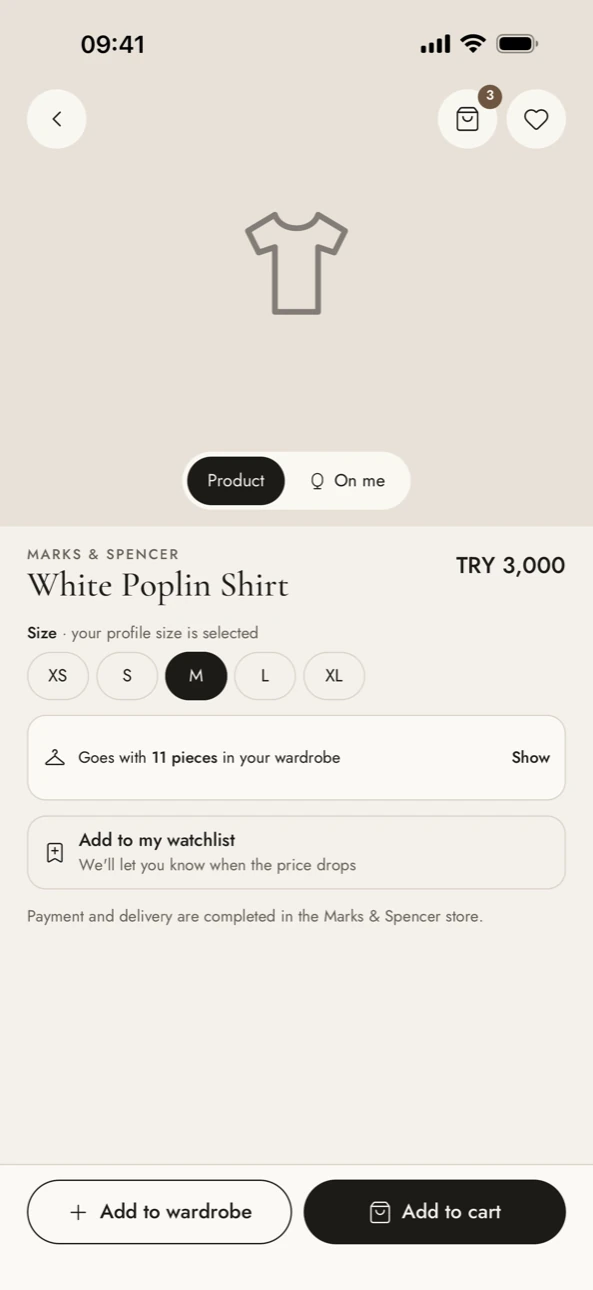 09:41
3
Product
On me
MARKS & SPENCER
White Poplin Shirt
TRY 3,000
Size · your profile size is selected
XS
S
M
L
XL
Goes with 11 pieces in your wardrobe
Show
Add to my watchlist
We'll let you know when the price drops
Payment and delivery are completed in the Marks & Spencer store.
Add to wardrobe
Add to cart